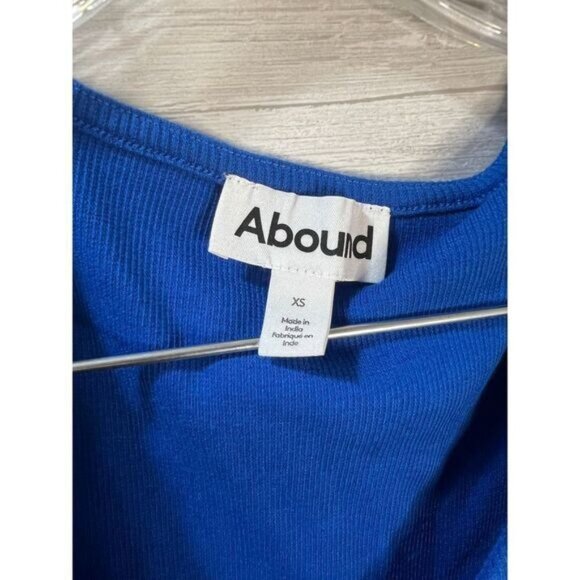 Abound
XS
Made in
India
Fabriqué en
Inde